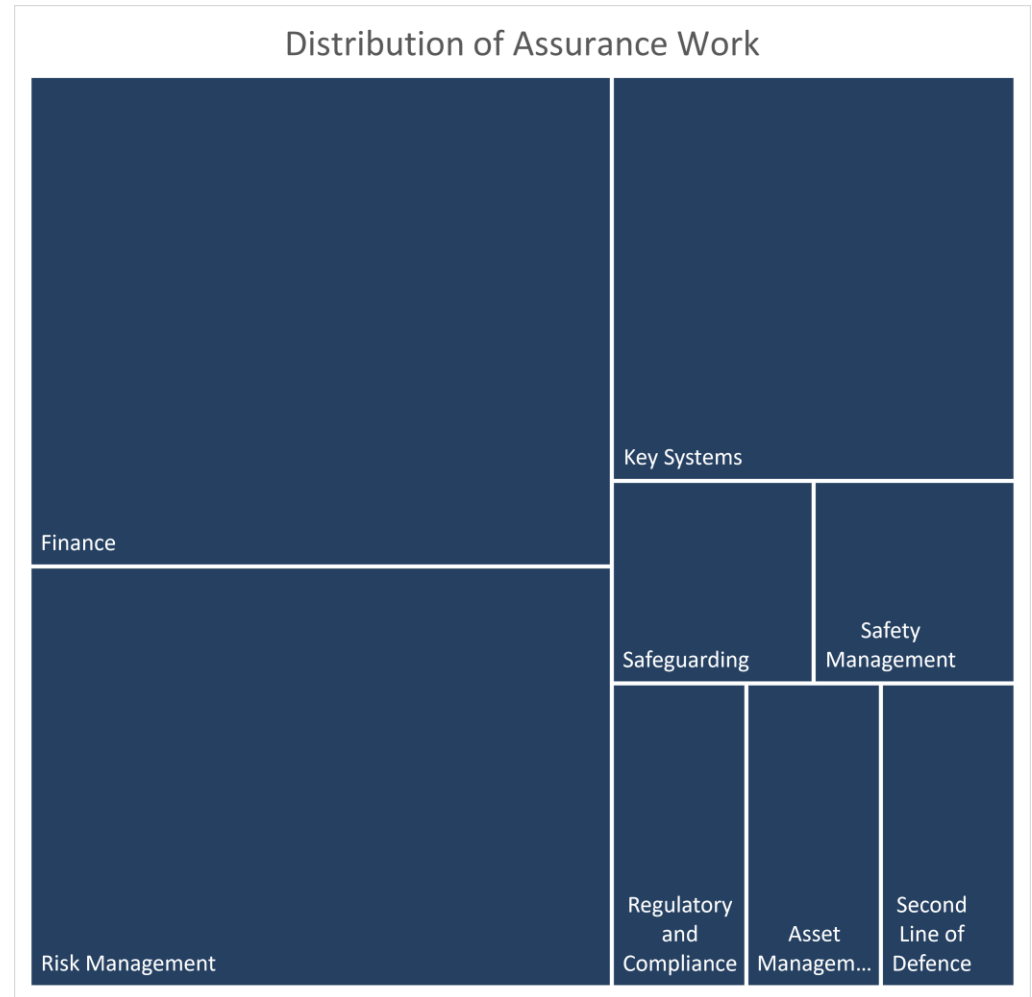 Distribution of Assurance Work
Finance
Key Systems
Safeguarding
Safety
Management
Risk Management
Regulatory
and
Compliance
Asset
Managem...
Second
Line of
Defence